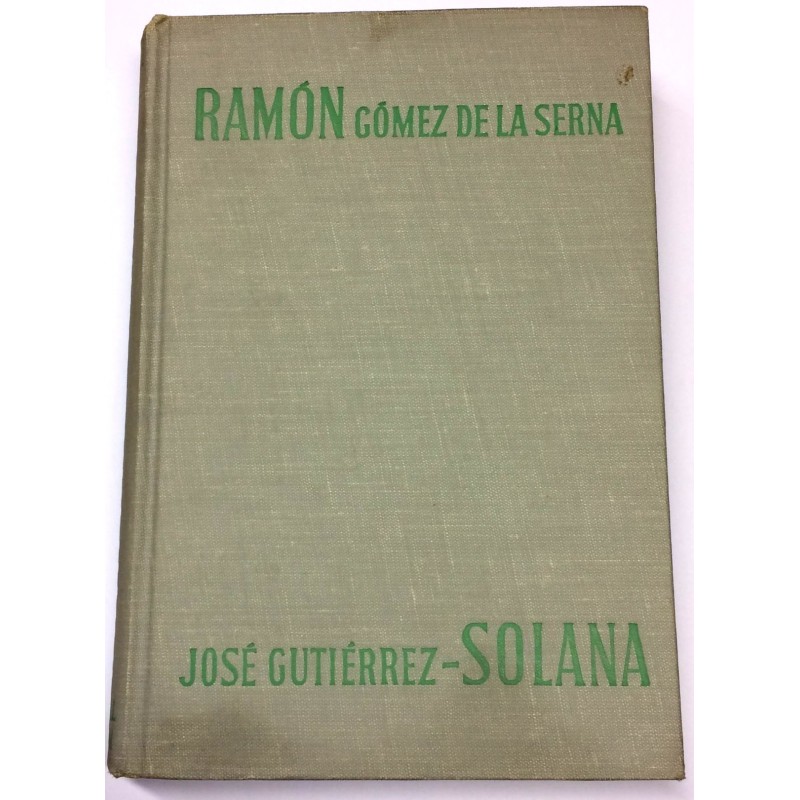 RAMÓN GÓMEZ DE LA SERNA
JOSÉ GUTIÉRREZ-SOLANA